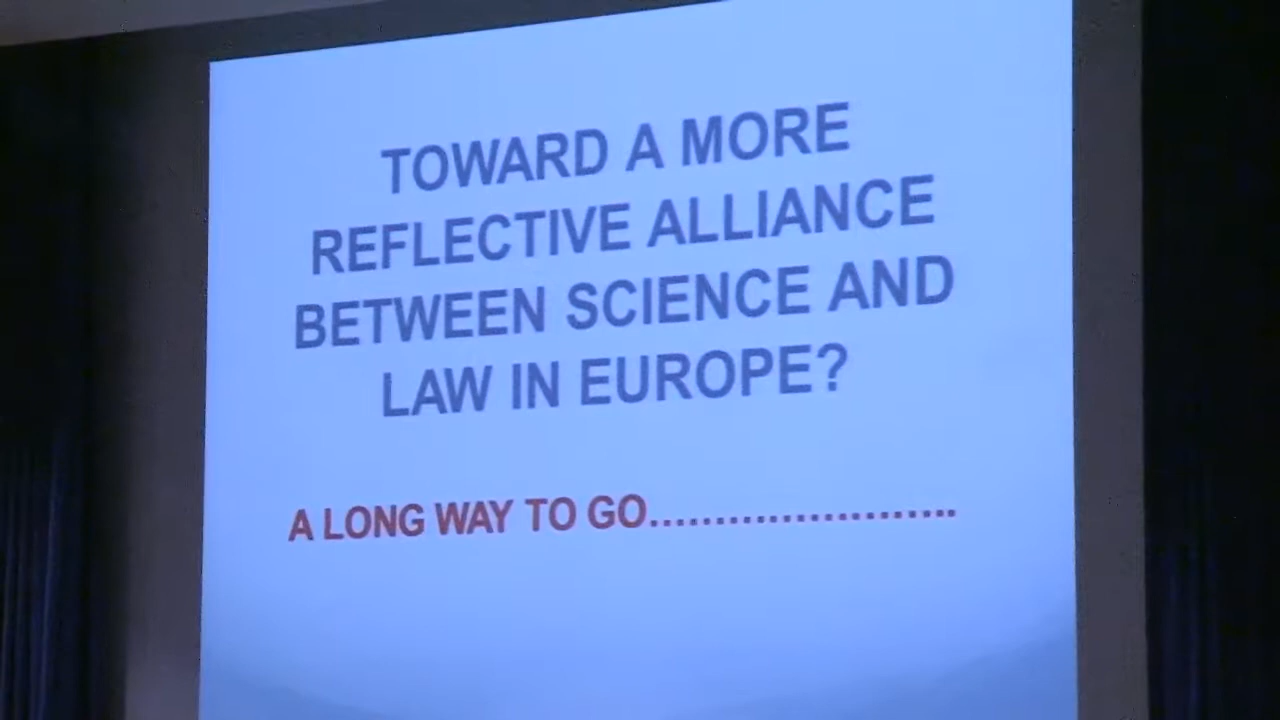 TOWARD A MORE
REFLECTIVE ALLIANCE
BETWEEN SCIENCE AND
LAW IN EUROPE?
A LONG WAY TO GO........................